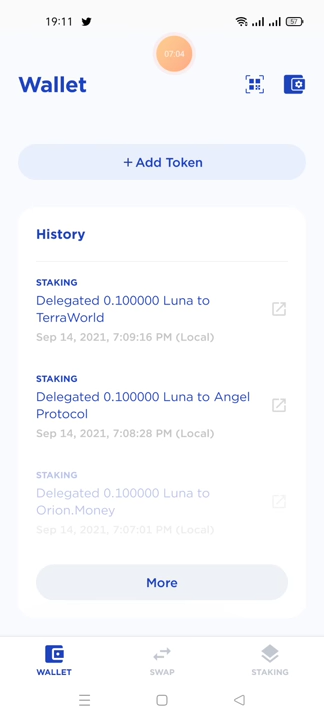 19:11
57
07:04
Wallet
+ Add Token
History
STAKING
Delegated 0.100000 Luna to
TerraWorld
Sep 14, 2021, 7:09:16 PM (Local)
STAKING
Delegated 0.100000 Luna to Angel
Protocol
Sep 14, 2021, 7:08:28 PM (Local)
STAKING
Delegated 0.100000 Luna to
Orion.Money
Sep 14, 2021, 7:07:01 PM (Local)
More
WALLET
SWAP
STAKING